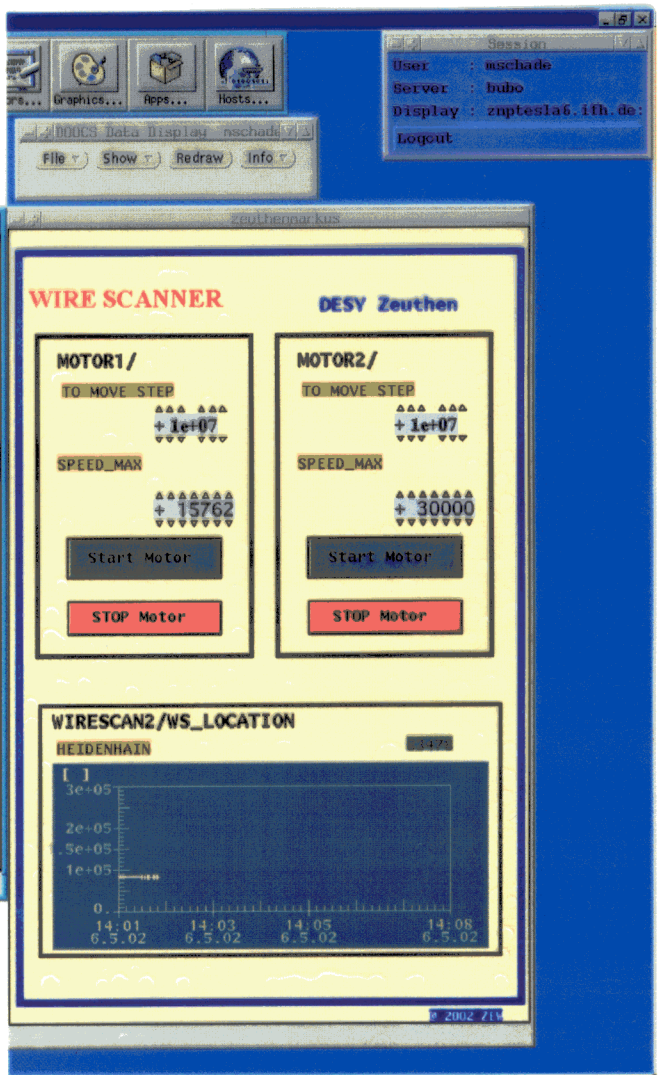 Graphics... Apps... Hosts...
Session
User : mschade
Server : bubo
Display : znptesla6.ifh.de:
Logout
DOOCS Data Display mschade
File Show Redraw Info
zeuthenmarkus
WIRE SCANNER
DESY Zeuthen
MOTOR1/
TO MOVE STEP
+ 1e+07
SPEED_MAX
+ 15762
Start Motor
STOP Motor
MOTOR2/
TO MOVE STEP
+ 1e+07
SPEED_MAX
+ 30000
Start Motor
STOP Motor
WIRESCAN2/WS_LOCATION
HEIDENHAIN
[ ]
3e+05
2e+05
.5e+05
1e+05
0.
14:01 14:03 14:05 14:08
6.5.02 6.5.02 6.5.02 6.5.02
2002